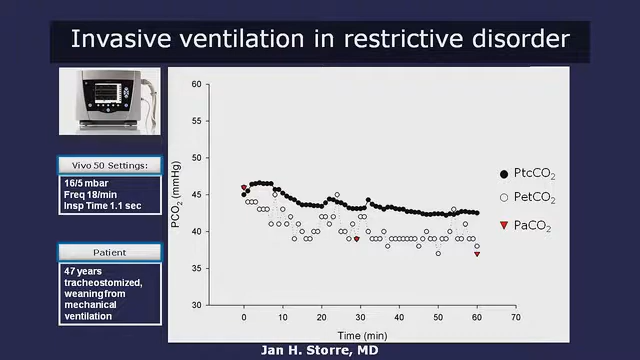 Invasive ventilation in restrictive disorder
Vivo 50 Settings:
16/5 mbar
Freq 18/min
Insp Time 1.1 sec
Patient
47 years
tracheostomized,
weaning from
mechanical
ventilation
PCO2 (mmHg)
60
55
50
45
40
35
30
0
10
20
30
40
50
60
70
Time (min)
PtcCO2
PetCO2
PaCO2
Jan H. Storre, MD